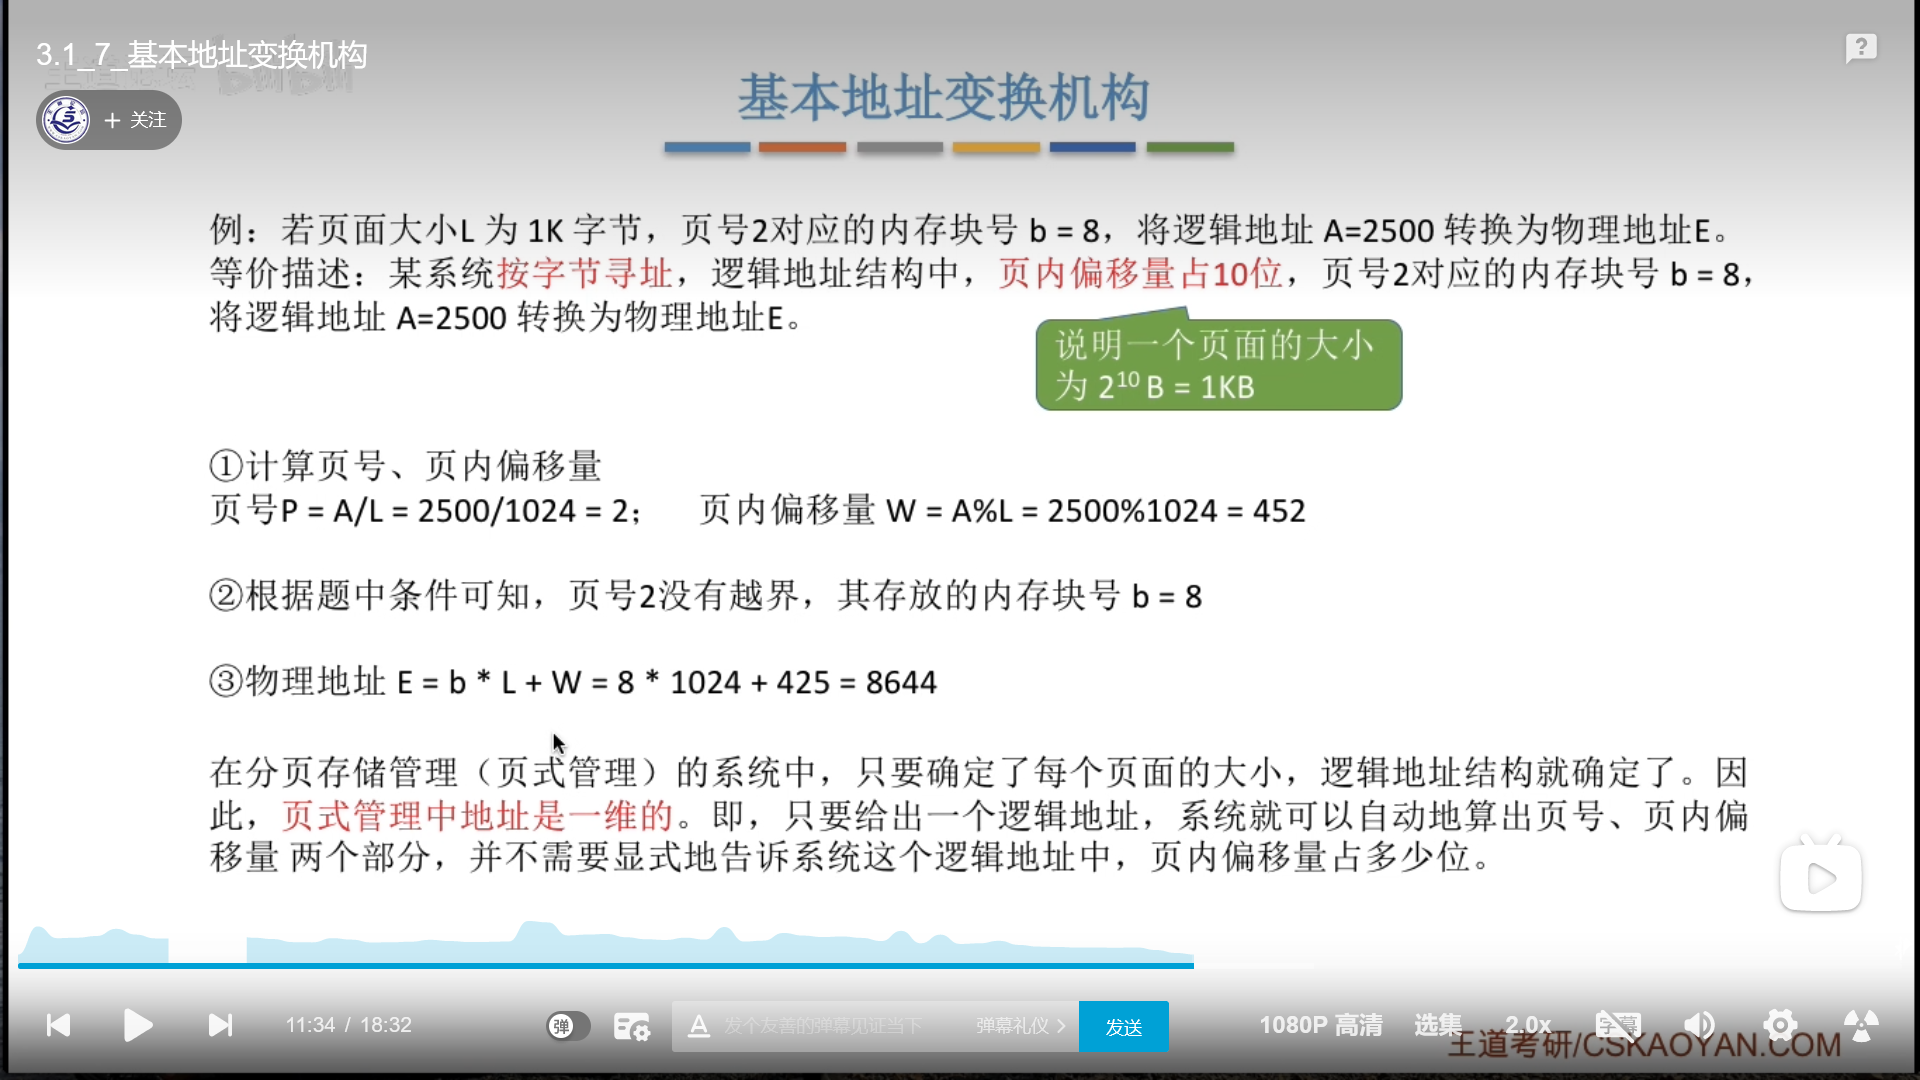 3.1_7_基本地址变换机构
+ 关注
基本地址变换机构
例：若页面大小L 为 1K 字节，页号2对应的内存块号 b = 8，将逻辑地址 A=2500 转换为物理地址E。
等价描述：某系统按字节寻址，逻辑地址结构中，页内偏移量占10位，页号2对应的内存块号 b = 8，
将逻辑地址 A=2500 转换为物理地址E。
说明一个页面的大小
为 2¹⁰ B = 1KB
①计算页号、页内偏移量
页号P = A/L = 2500/1024 = 2； 页内偏移量 W = A%L = 2500%1024 = 452
②根据题中条件可知，页号2没有越界，其存放的内存块号 b = 8
③物理地址 E = b * L + W = 8 * 1024 + 425 = 8644
在分页存储管理（页式管理）的系统中，只要确定了每个页面的大小，逻辑地址结构就确定了。因
此，页式管理中地址是一维的。即，只要给出一个逻辑地址，系统就可以自动地算出页号、页内偏
移量 两个部分，并不需要显式地告诉系统这个逻辑地址中，页内偏移量占多少位。
11:34 / 18:32
弹
发个友善的弹幕见证当下
弹幕礼仪 >
发送
1080P 高清
选集
2.0x
字幕
王道考研/CSKAOYAN.COM